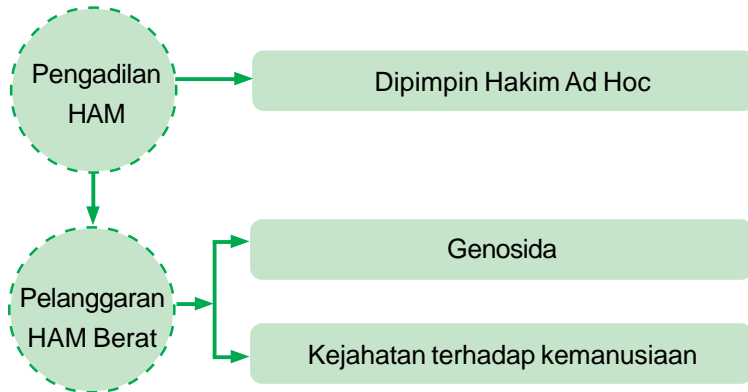 Pengadilan
HAM
Dipimpin Hakim Ad Hoc
Pelanggaran
HAM Berat
Genosida
Kejahatan terhadap kemanusiaan